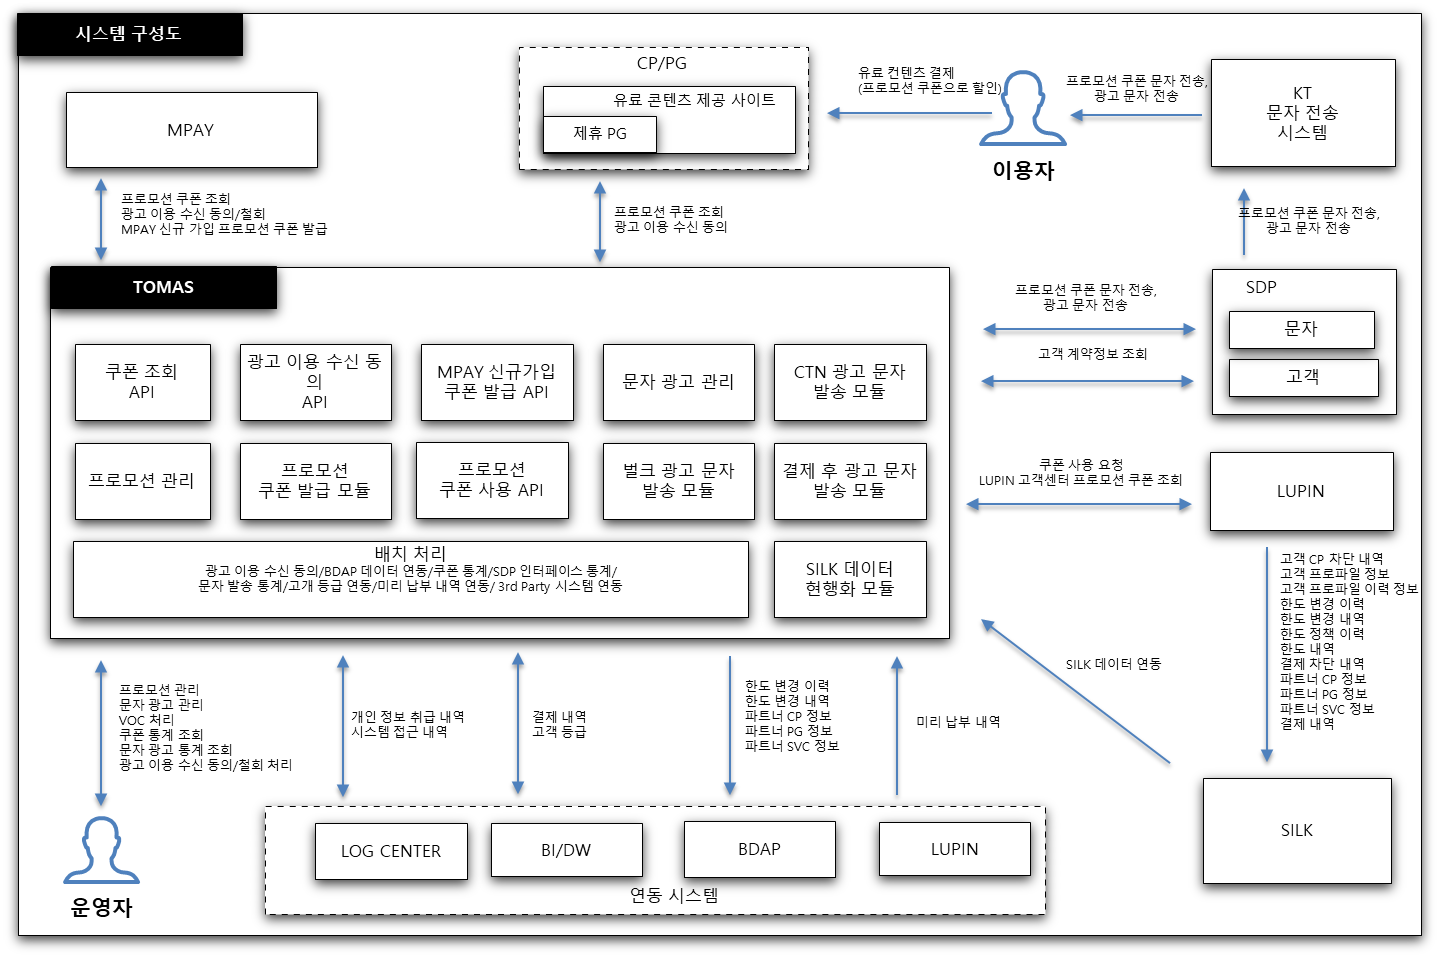 시스템 구성도
MPAY
CP/PG
유료 콘텐츠 제공 사이트
제휴 PG
유료 컨텐츠 결제
(프로모션 쿠폰으로 할인)
이용자
프로모션 쿠폰 문자 전송,
광고 문자 전송
KT
문자 전송
시스템
프로모션 쿠폰 조회
광고 이용 수신 동의/철회
MPAY 신규 가입 프로모션 쿠폰 발급
프로모션 쿠폰 조회
광고 이용 수신 동의
프로모션 쿠폰 문자 전송,
광고 문자 전송
TOMAS
쿠폰 조회
API
광고 이용 수신 동
의
API
MPAY 신규가입
쿠폰 발급 API
문자 광고 관리
CTN 광고 문자
발송 모듈
프로모션 관리
프로모션
쿠폰 발급 모듈
프로모션
쿠폰 사용 API
벌크 광고 문자
발송 모듈
결제 후 광고 문자
발송 모듈
배치 처리
광고 이용 수신 동의/BDAP 데이터 연동/쿠폰 통계/SDP 인터페이스 통계/
문자 발송 통계/고개 등급 연동/미리 납부 내역 연동/ 3rd Party 시스템 연동
SILK 데이터
현행화 모듈
프로모션 쿠폰 문자 전송,
광고 문자 전송
고객 계약정보 조회
SDP
문자
고객
쿠폰 사용 요청
LUPIN 고객센터 프로모션 쿠폰 조회
LUPIN
고객 CP 차단 내역
고객 프로파일 정보
고객 프로파일 이력 정보
한도 변경 이력
한도 변경 내역
한도 정책 이력
한도 내역
결제 차단 내역
파트너 CP 정보
파트너 PG 정보
파트너 SVC 정보
결제 내역
SILK 데이터 연동
SILK
프로모션 관리
문자 광고 관리
VOC 처리
쿠폰 통계 조회
문자 광고 통계 조회
광고 이용 수신 동의/철회 처리
운영자
개인 정보 취급 내역
시스템 접근 내역
결제 내역
고객 등급
한도 변경 이력
한도 변경 내역
파트너 CP 정보
파트너 PG 정보
파트너 SVC 정보
미리 납부 내역
LOG CENTER
BI/DW
BDAP
LUPIN
연동 시스템